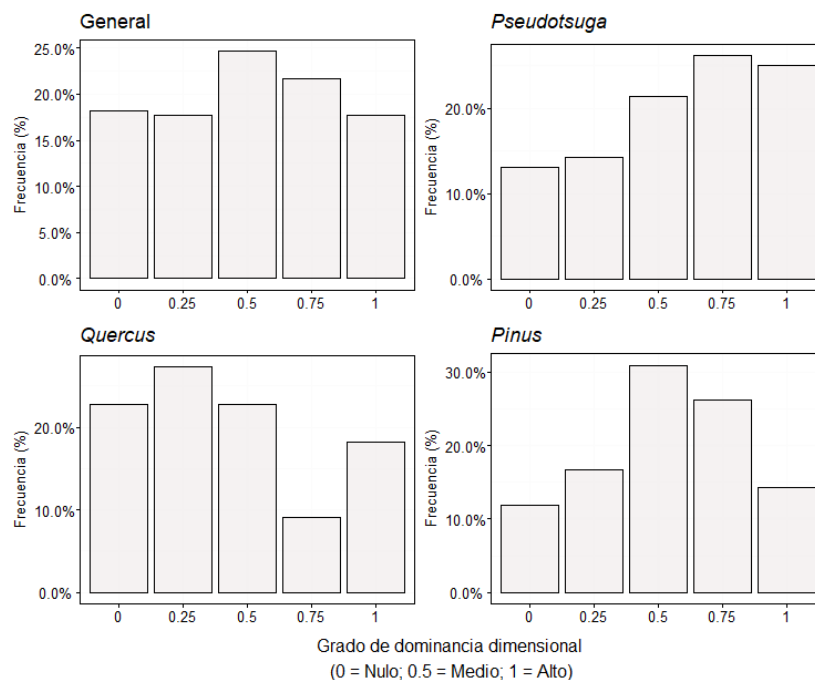 General
Frecuencia (%)
25.0%
20.0%
15.0%
10.0%
5.0%
0.0%
0 0.25 0.5 0.75 1
Pseudotsuga
Frecuencia (%)
20.0%
10.0%
0.0%
0 0.25 0.5 0.75 1
Quercus
Frecuencia (%)
20.0%
10.0%
0.0%
0 0.25 0.5 0.75 1
Pinus
Frecuencia (%)
30.0%
20.0%
10.0%
0.0%
0 0.25 0.5 0.75 1
Grado de dominancia dimensional
(0 = Nulo; 0.5 = Medio; 1 = Alto)